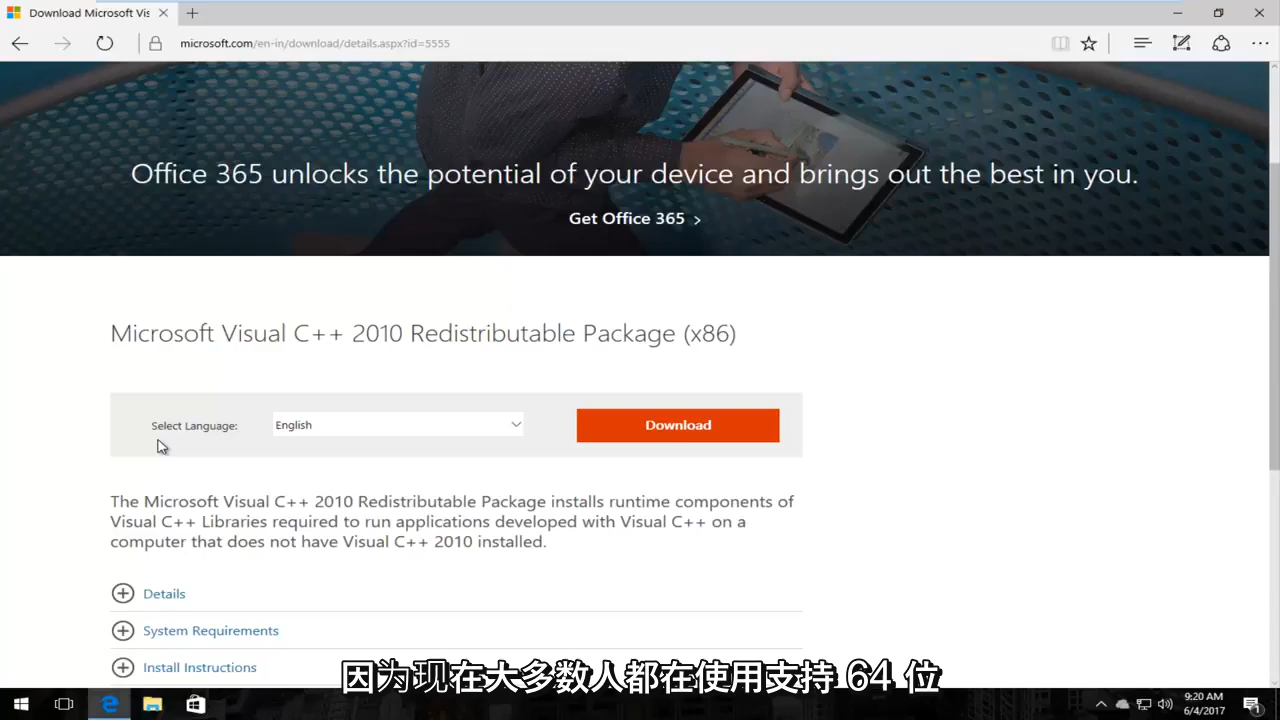 Download Microsoft Vis
microsoft.com/en-in/download/details.aspx?id=5555
Office 365 unlocks the potential of your device and brings out the best in you.
Get Office 365 >
Microsoft Visual C++ 2010 Redistributable Package (x86)
Select Language:
English
Download
The Microsoft Visual C++ 2010 Redistributable Package installs runtime components of
Visual C++ Libraries required to run applications developed with Visual C++ on a
computer that does not have Visual C++ 2010 installed.
Details
System Requirements
Install Instructions
因为现在大多数人都在使用支持 64 位
9:20 AM
6/4/2017
1